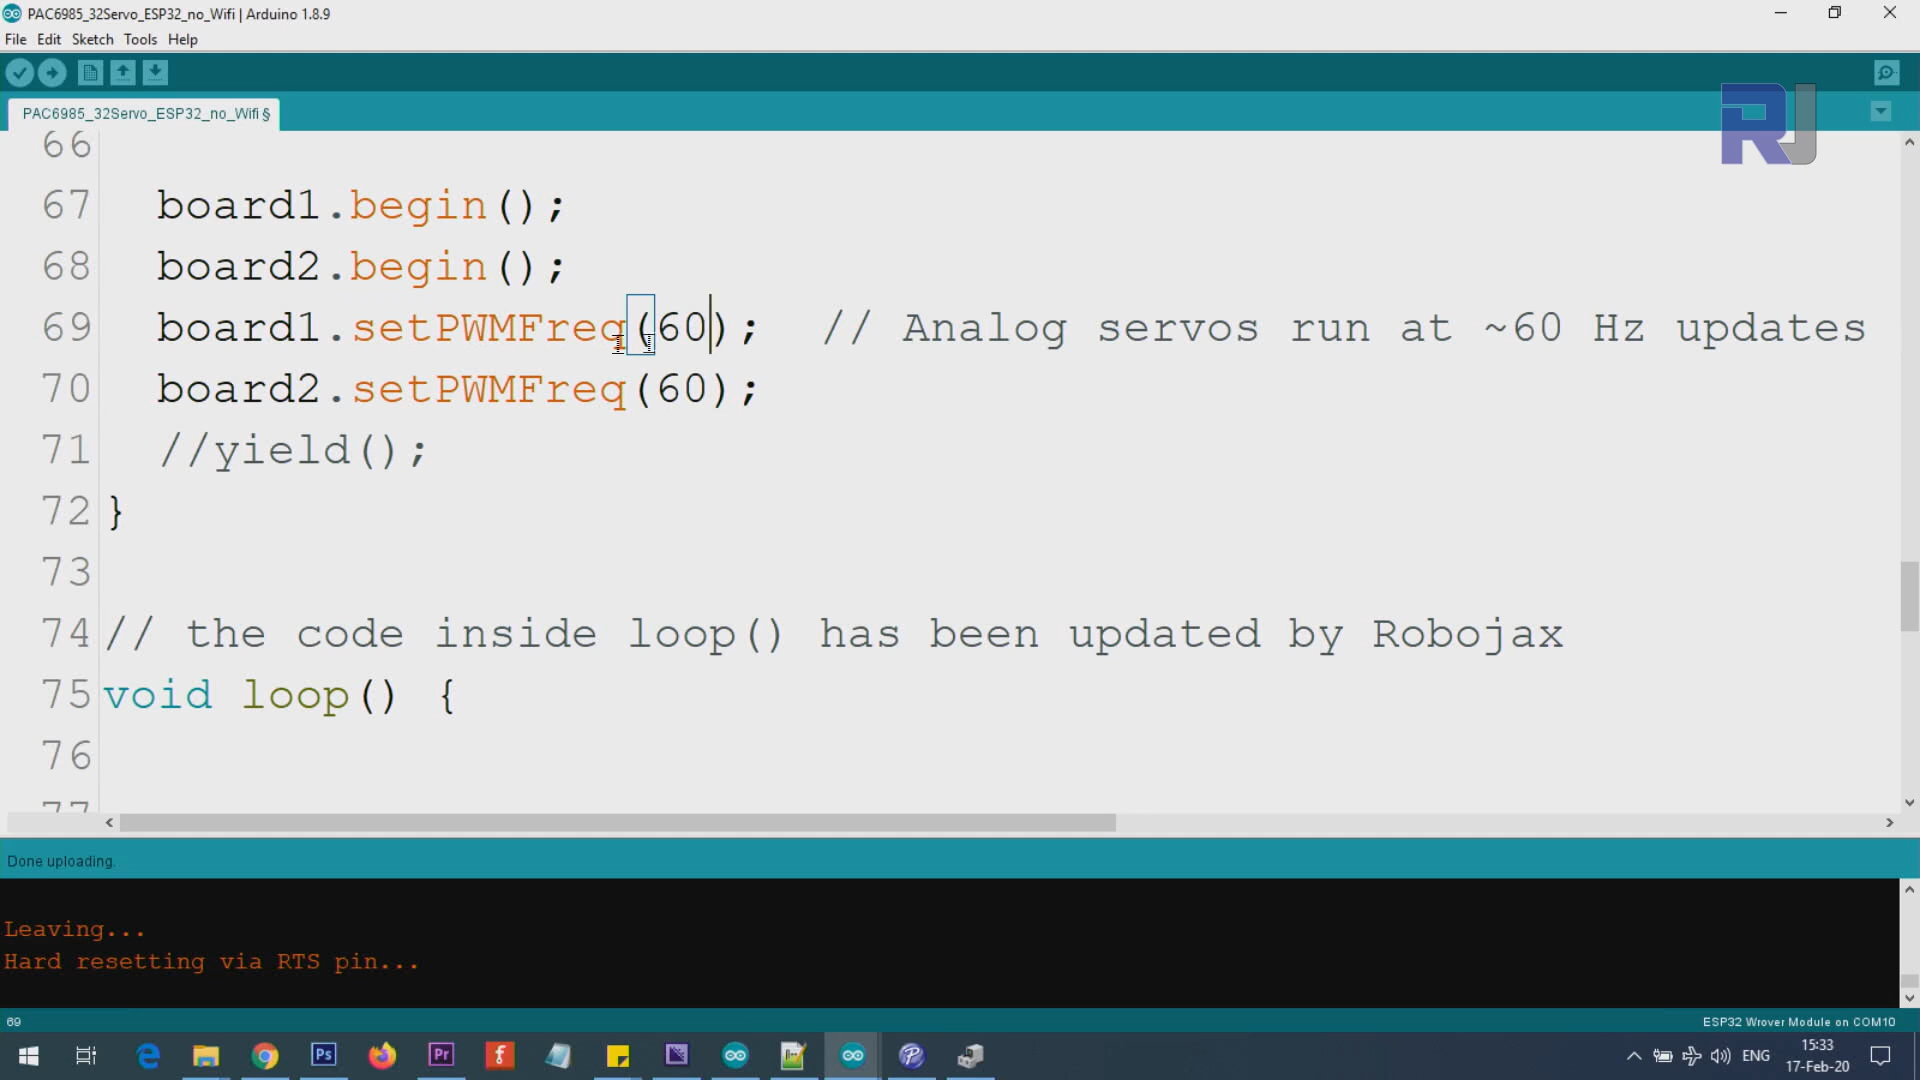 PAC6985_32Servo_ESP32_no_Wifi | Arduino 1.8.9
File Edit Sketch Tools Help
PAC6985_32Servo_ESP32_no_Wifi §
RJ
66
67 board1.begin();
68 board2.begin();
69 board1.setPWMFreq(60); // Analog servos run at ~60 Hz updates
70 board2.setPWMFreq(60);
71 //yield();
72 }
73
74 // the code inside loop() has been updated by Robojax
75 void loop() {
76
77
Done uploading.
Leaving...
Hard resetting via RTS pin...
69 ESP32 Wrover Module on COM10
Ps Pr f ENG 15:33
17-Feb-20